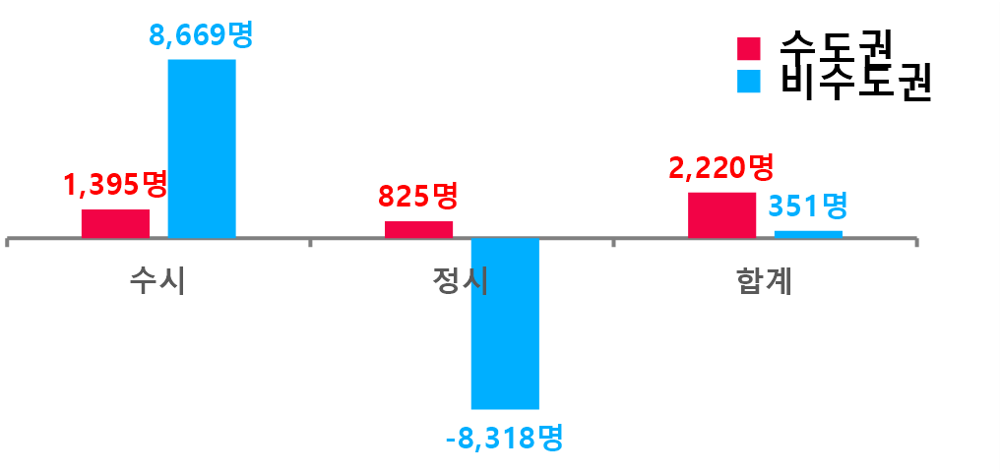 8,669명
수도권
비수도권
1,395명
825명
2,220명
351명
수시
정시
합계
-8,318명